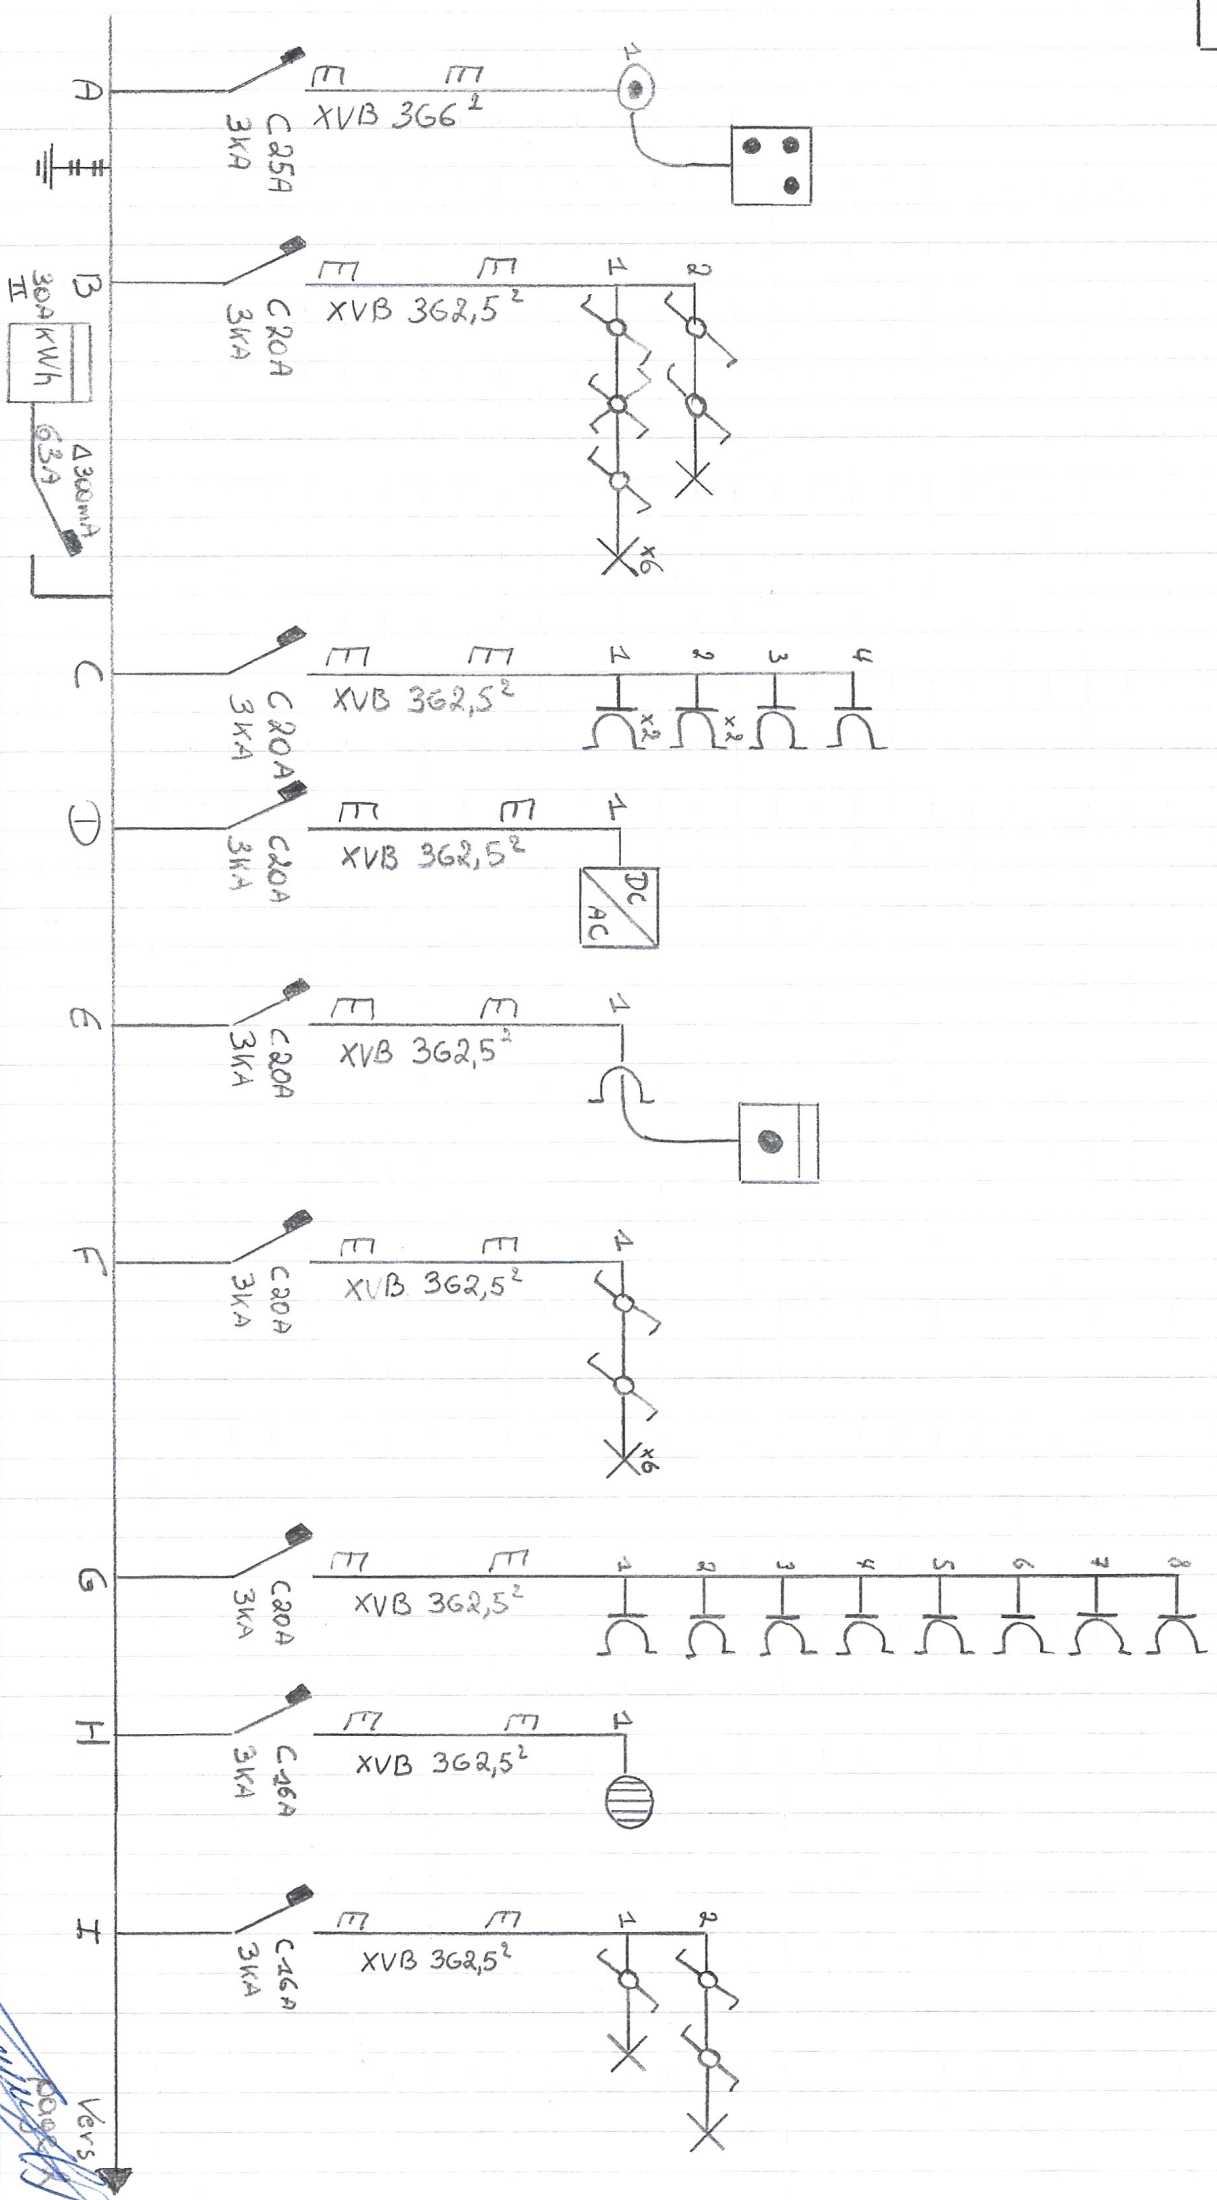 A
C25A
3KA
XVB 3G6²
1
B
C20A
3KA
XVB 3G2,5²
1
2
x6
30A
II
kWh
Δ300mA
63A
C
C20A
3KA
XVB 3G2,5²
1
x2
2
x2
3
4
D
C20A
3KA
XVB 3G2,5²
1
DC
AC
E
C20A
3KA
XVB 3G2,5²
1
F
C20A
3KA
XVB 3G2,5²
1
x6
G
C20A
3KA
XVB 3G2,5²
1
2
3
4
5
6
7
8
H
C16A
3KA
XVB 3G2,5²
1
I
C16A
3KA
XVB 3G2,5²
1
2
Vers
page